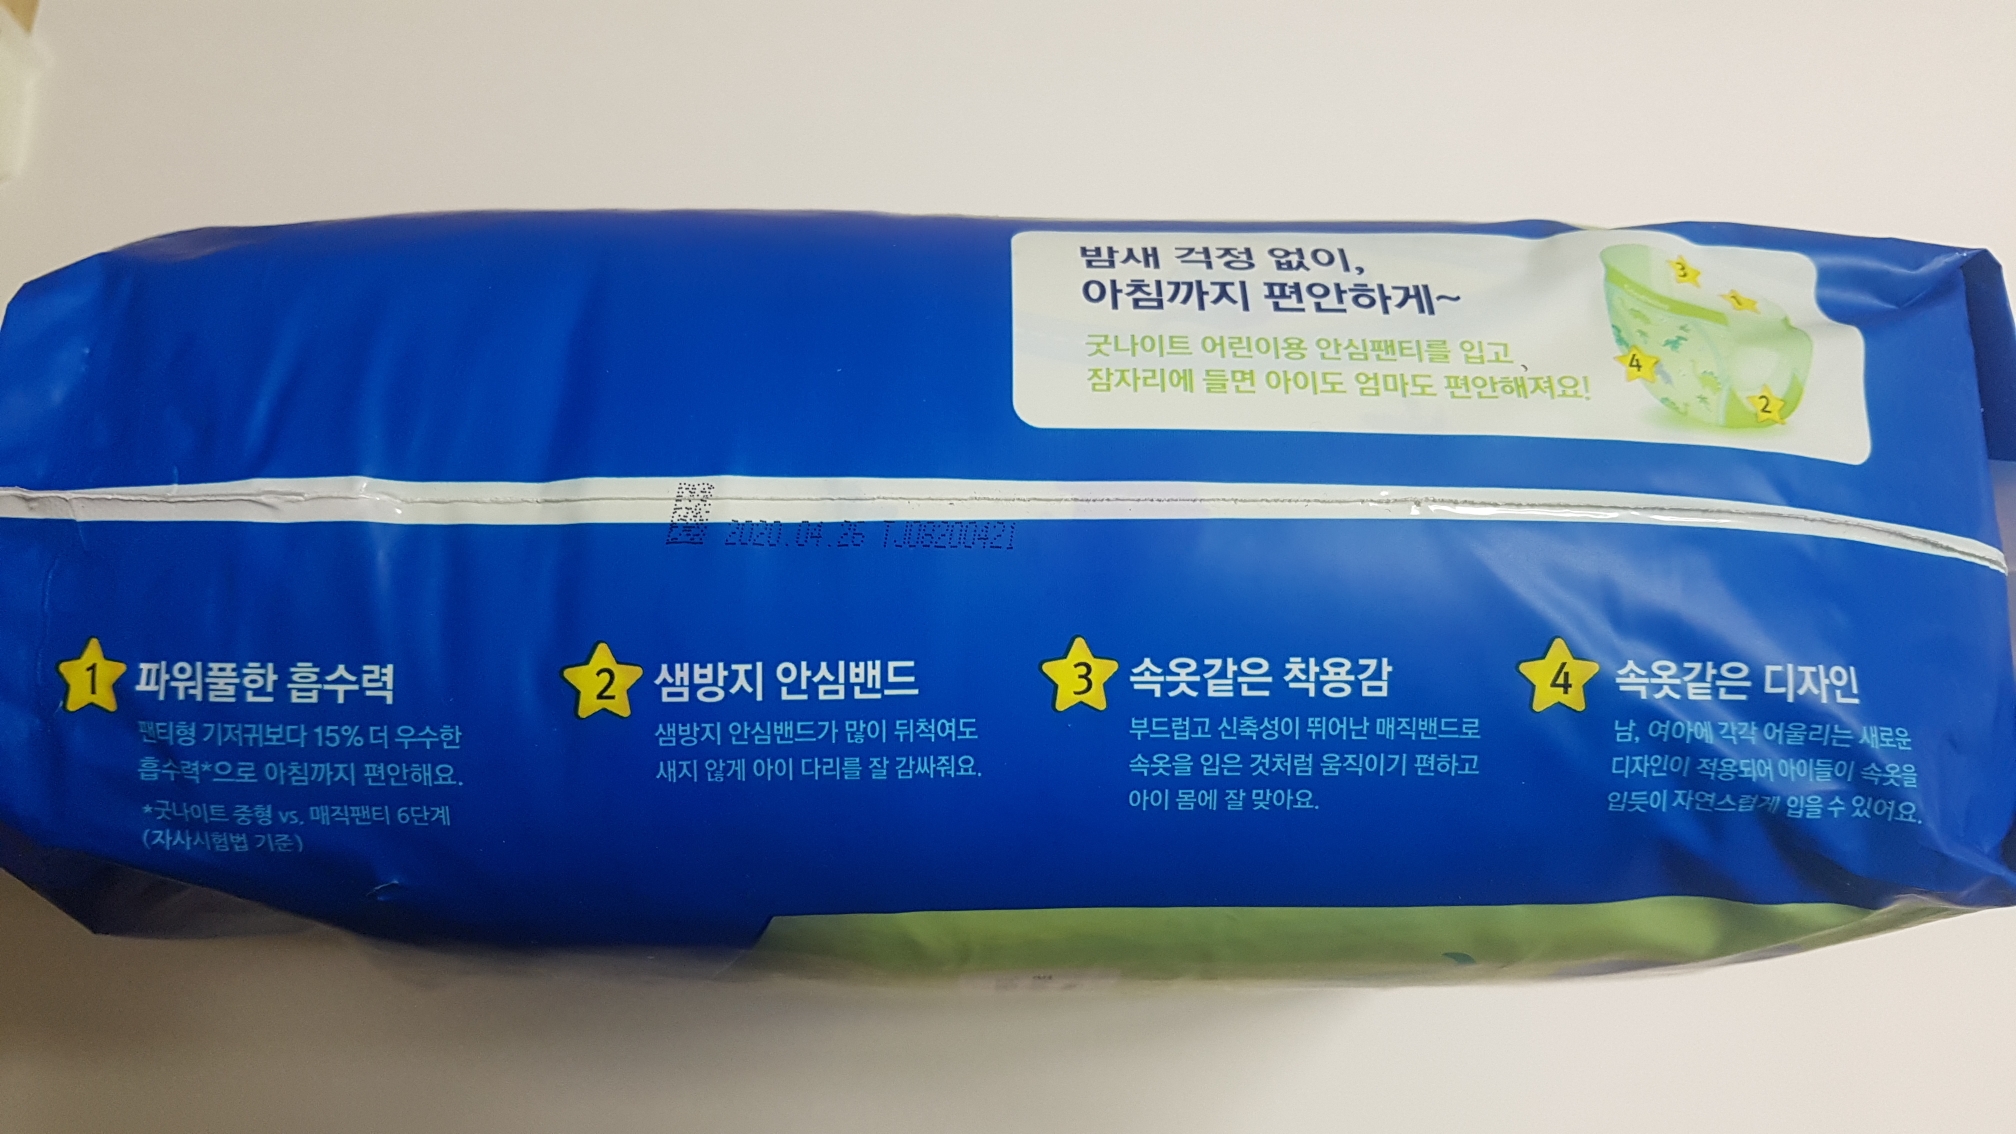 밤새 걱정 없이,
아침까지 편안하게~
굿나이트 어린이용 안심팬티를 입고,
잠자리에 들면 아이도 엄마도 편안해져요!
3
1
4
2
2020.04.26 TJ08200421
1 파워풀한 흡수력
팬티형 기저귀보다 15% 더 우수한
흡수력*으로 아침까지 편안해요.
*굿나이트 중형 vs. 매직팬티 6단계
(자사시험법 기준)
2 샘방지 안심밴드
샘방지 안심밴드가 많이 뒤척여도
새지 않게 아이 다리를 잘 감싸줘요.
3 속옷같은 착용감
부드럽고 신축성이 뛰어난 매직밴드로
속옷을 입은 것처럼 움직이기 편하고
아이 몸에 잘 맞아요.
4 속옷같은 디자인
남, 여아에 각각 어울리는 새로운
디자인이 적용되어 아이들이 속옷을
입듯이 자연스럽게 입을 수 있어요.